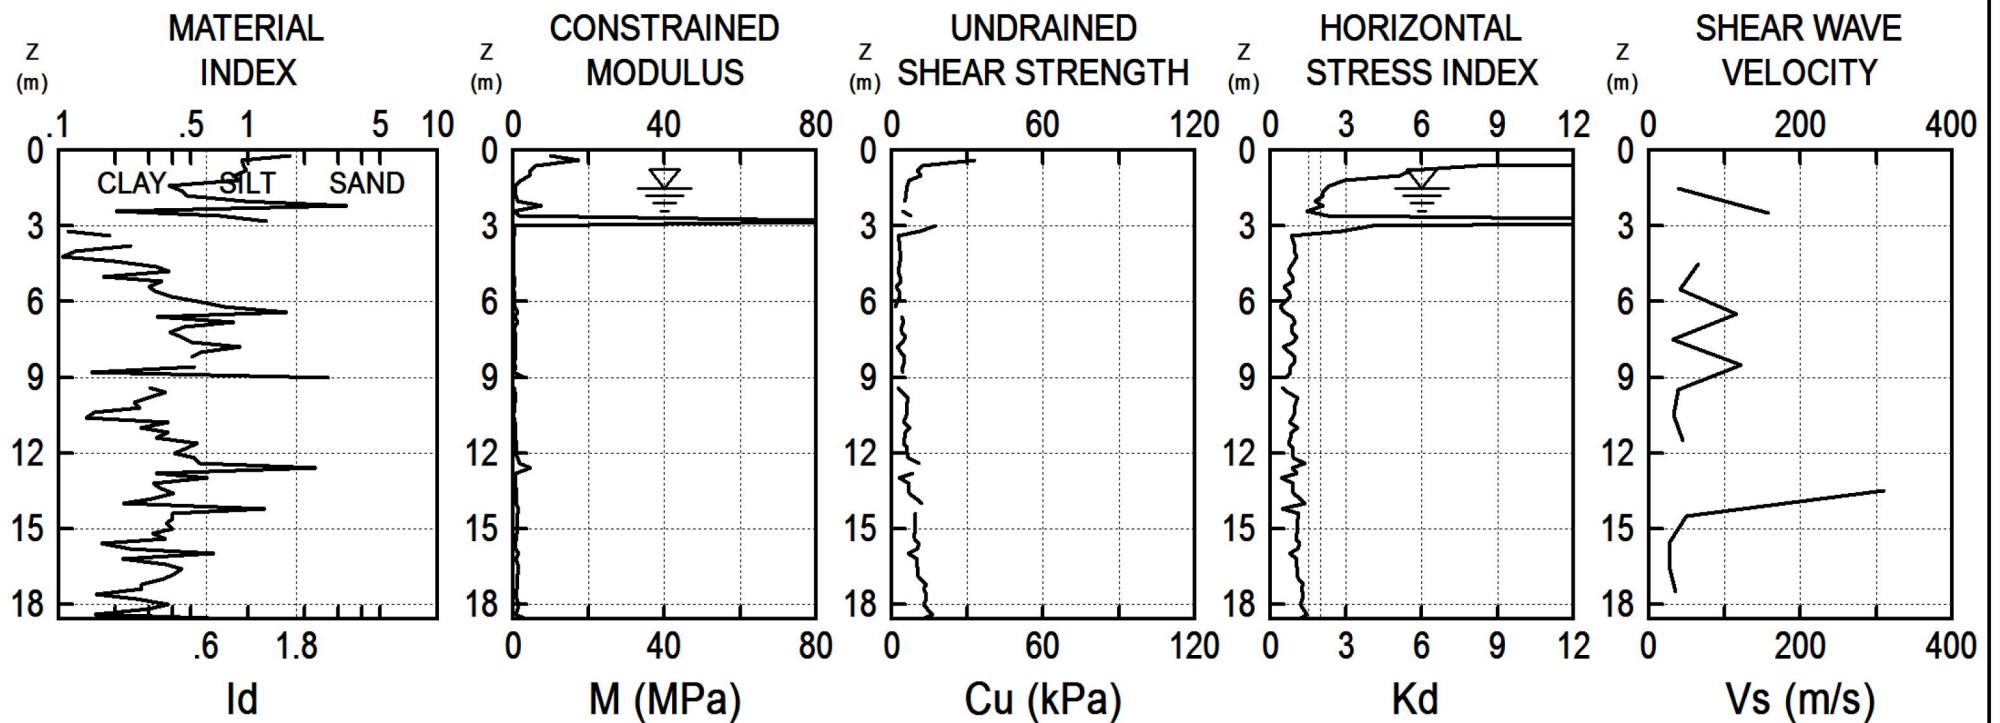 MATERIAL INDEX
Z (m)
.1 .5 1 5 10
0
CLAY SILT SAND
3
6
9
12
15
18
.6 1.8
Id
CONSTRAINED MODULUS
Z (m)
0 40 80
0
3
6
9
12
15
18
0 40 80
M (MPa)
UNDRAINED SHEAR STRENGTH
Z (m)
0 60 120
0
3
6
9
12
15
18
0 60 120
Cu (kPa)
HORIZONTAL STRESS INDEX
Z (m)
0 3 6 9 12
0
3
6
9
12
15
18
0 3 6 9 12
Kd
SHEAR WAVE VELOCITY
Z (m)
0 200 400
0
3
6
9
12
15
18
0 200 400
Vs (m/s)